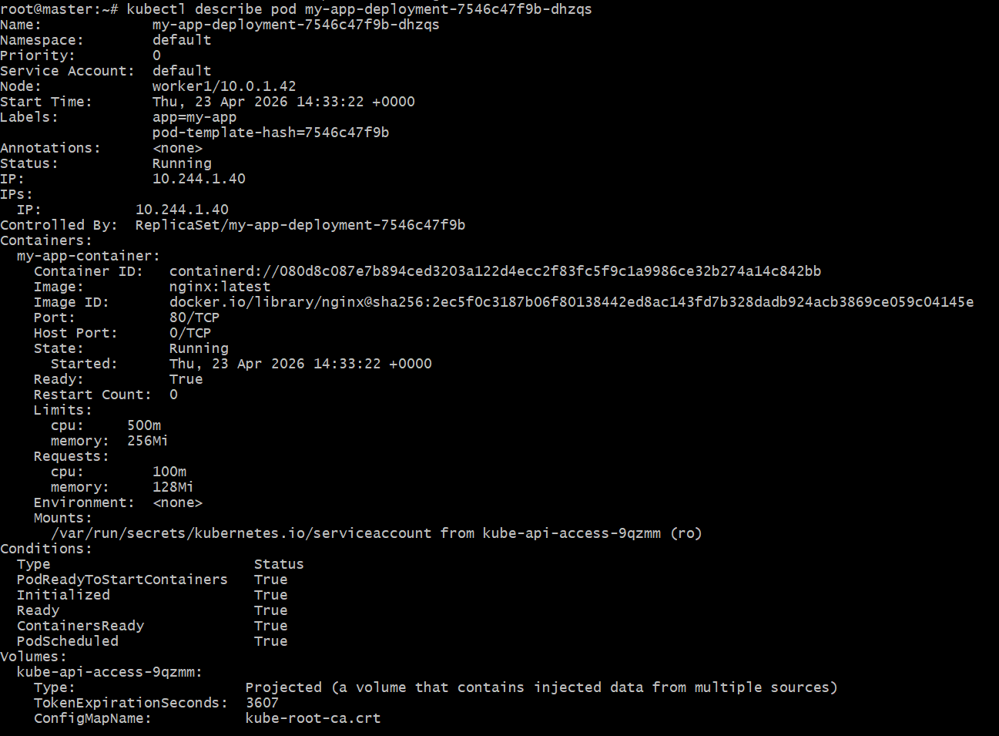 root@master:~# kubectl describe pod my-app-deployment-7546c47f9b-dhzqs
Name:             my-app-deployment-7546c47f9b-dhzqs
Namespace:        default
Priority:         0
Service Account:  default
Node:             worker1/10.0.1.42
Start Time:       Thu, 23 Apr 2026 14:33:22 +0000
Labels:           app=my-app
                  pod-template-hash=7546c47f9b
Annotations:      <none>
Status:           Running
IP:               10.244.1.40
IPs:
  IP:           10.244.1.40
Controlled By:  ReplicaSet/my-app-deployment-7546c47f9b
Containers:
  my-app-container:
    Container ID:   containerd://080d8c087e7b894ced3203a122d4ecc2f83fc5f9c1a9986ce32b274a14c842bb
    Image:          nginx:latest
    Image ID:       docker.io/library/nginx@sha256:2ec5f0c3187b06f80138442ed8ac143fd7b328dadb924acb3869ce059c04145e
    Port:           80/TCP
    Host Port:      0/TCP
    State:          Running
      Started:      Thu, 23 Apr 2026 14:33:22 +0000
    Ready:          True
    Restart Count:  0
    Limits:
      cpu:     500m
      memory:  256Mi
    Requests:
      cpu:        100m
      memory:     128Mi
    Environment:  <none>
    Mounts:
      /var/run/secrets/kubernetes.io/serviceaccount from kube-api-access-9qzmm (ro)
Conditions:
  Type                        Status
  PodReadyToStartContainers   True
  Initialized                 True
  Ready                       True
  ContainersReady             True
  PodScheduled                True
Volumes:
  kube-api-access-9qzmm:
    Type:                    Projected (a volume that contains injected data from multiple sources)
    TokenExpirationSeconds:  3607
    ConfigMapName:           kube-root-ca.crt